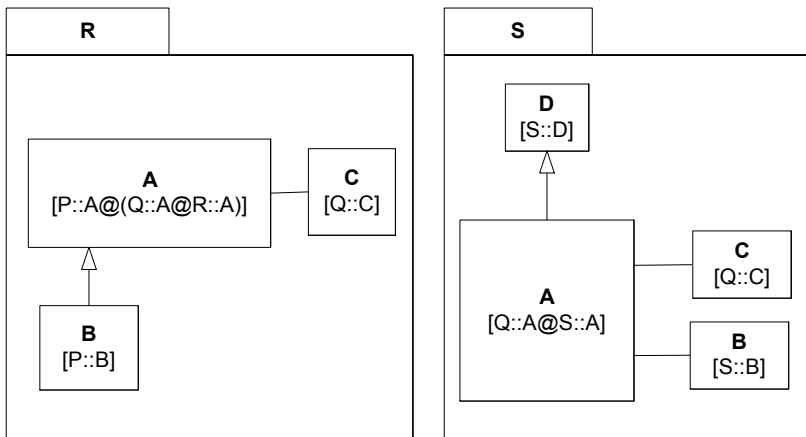 R
A
[P::A@(Q::A@R::A)]
C
[Q::C]
B
[P::B]
S
D
[S::D]
A
[Q::A@S::A]
C
[Q::C]
B
[S::B]